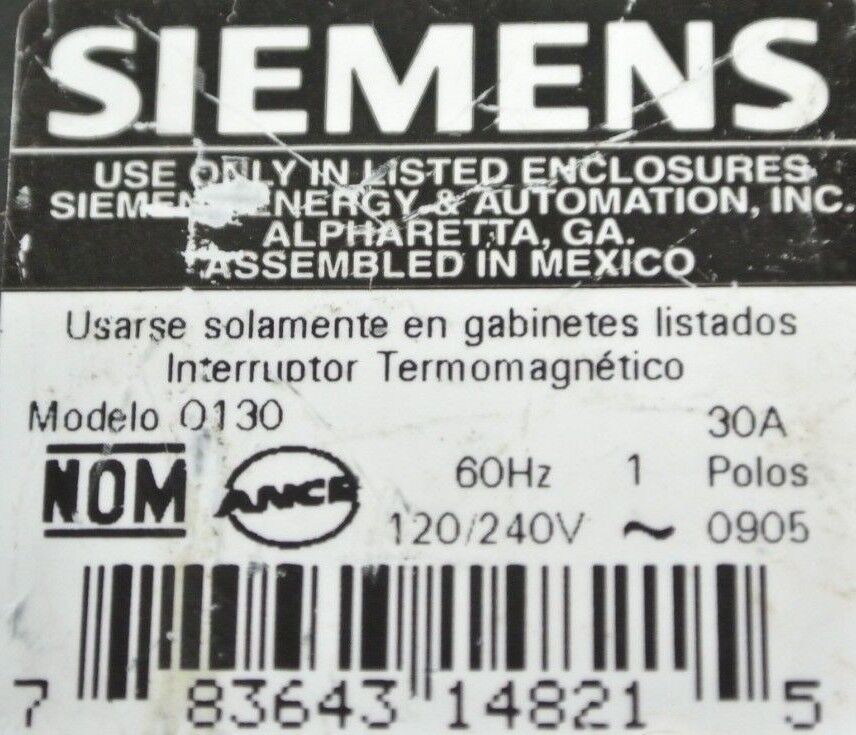 SIEMENS
USE ONLY IN LISTED ENCLOSURES
SIEMENS ENERGY & AUTOMATION, INC.
ALPHARETTA, GA.
ASSEMBLED IN MEXICO
Usarse solamente en gabinetes listados
Interruptor Termomagnético
Modelo Q130 30A
NOM ANCE 60Hz 1 Polos
120/240V ~ 0905
7 83643 14821 5